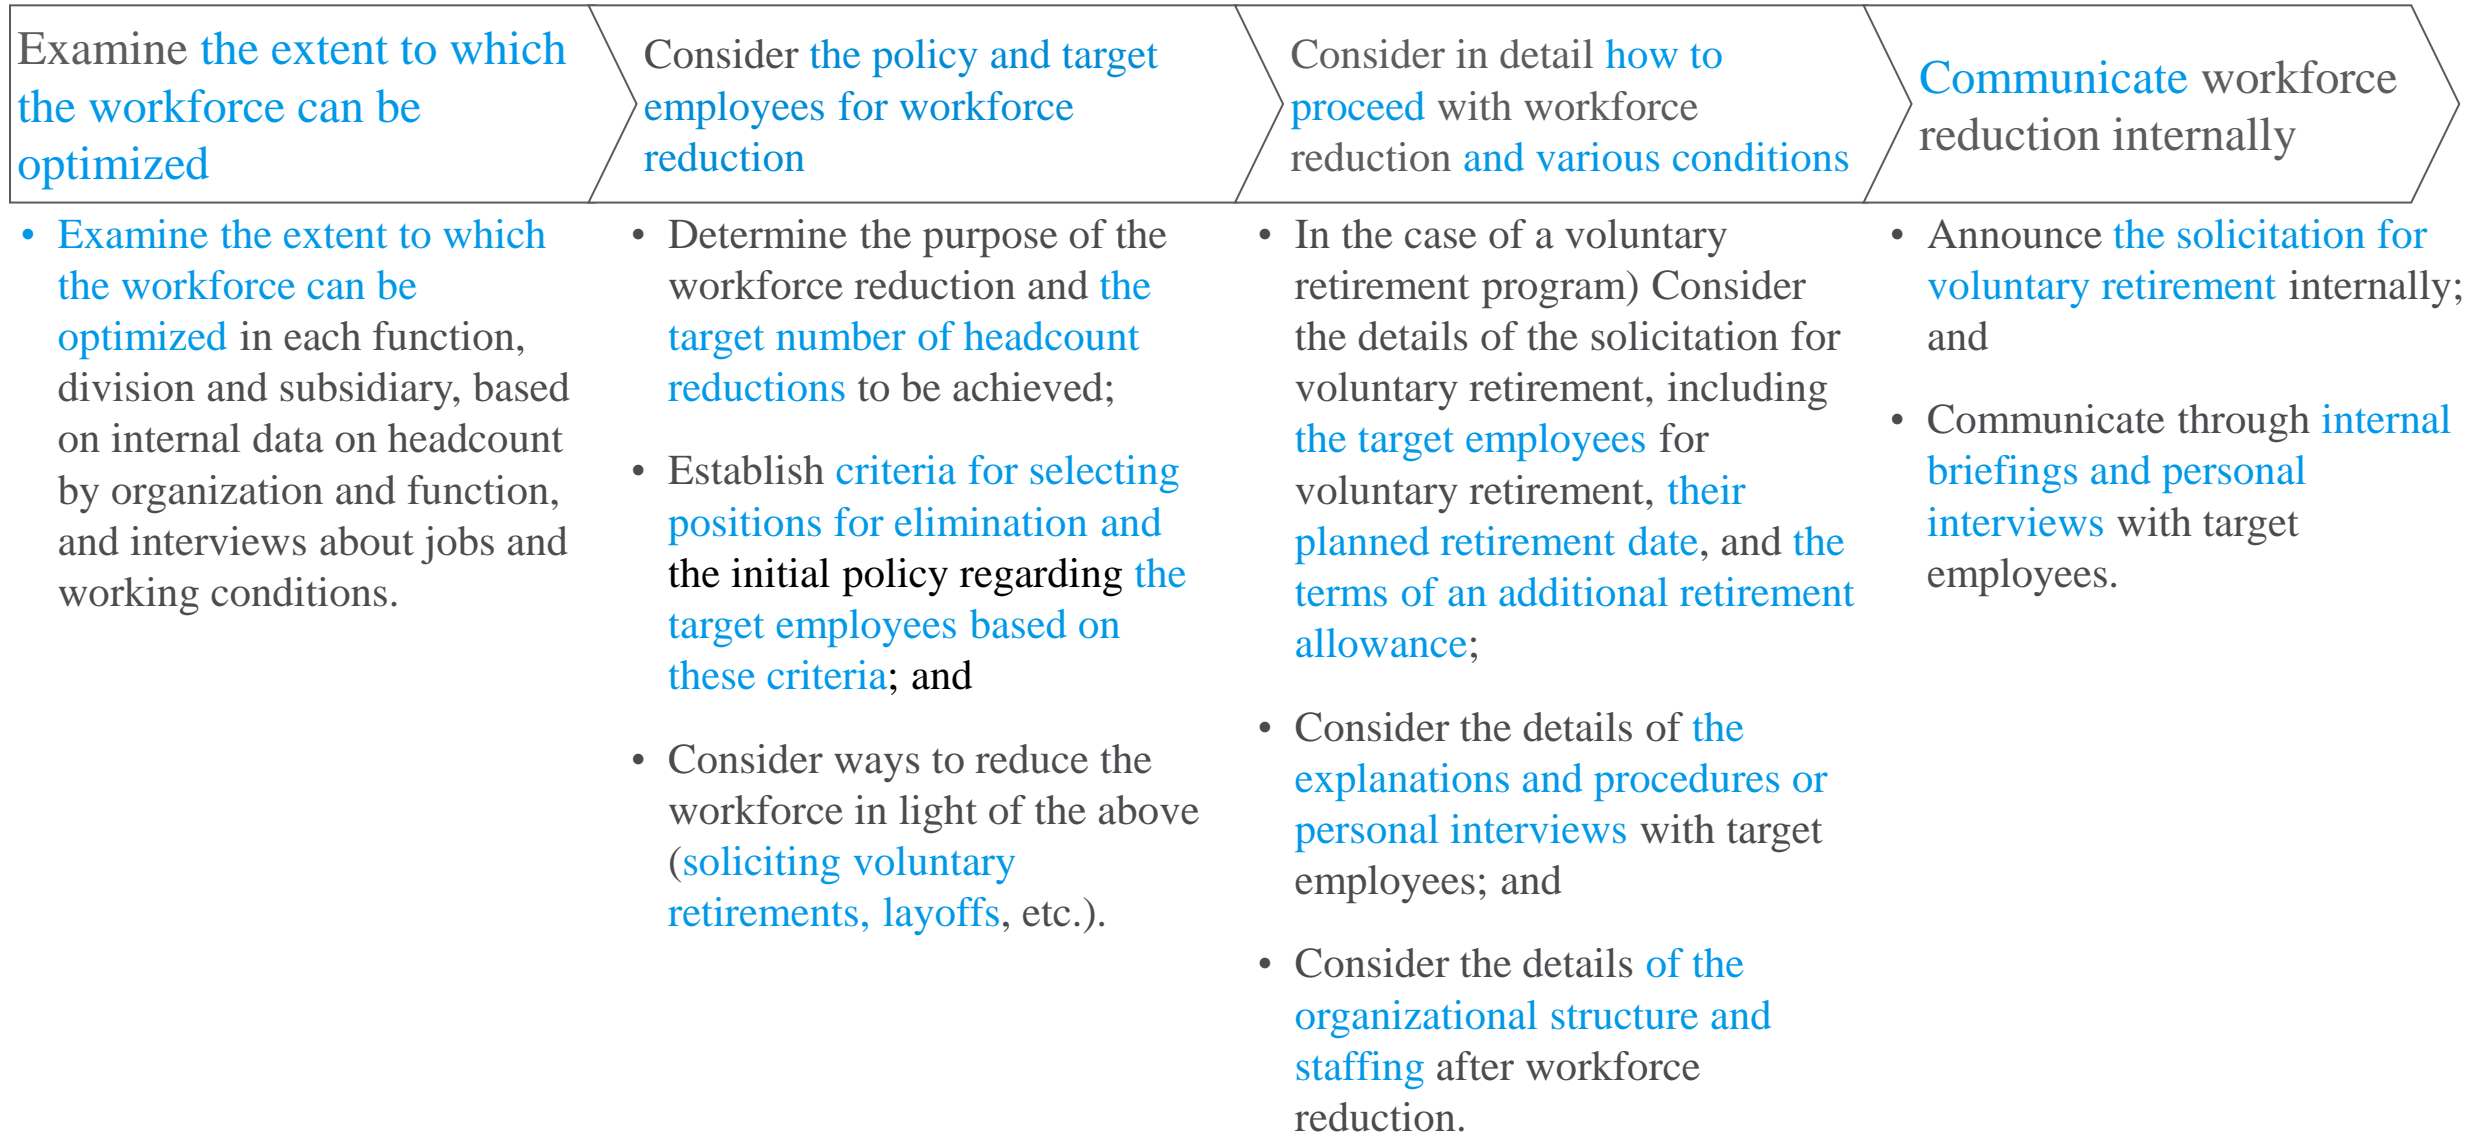 Examine the extent to which
the workforce can be
optimized
Consider the policy and target
employees for workforce
reduction
Consider in detail how to
proceed with workforce
reduction and various conditions
Communicate workforce
reduction internally
• Examine the extent to which
the workforce can be
optimized in each function,
division and subsidiary, based
on internal data on headcount
by organization and function,
and interviews about jobs and
working conditions.
• Determine the purpose of the
workforce reduction and the
target number of headcount
reductions to be achieved;
• Establish criteria for selecting
positions for elimination and
the initial policy regarding the
target employees based on
these criteria; and
• Consider ways to reduce the
workforce in light of the above
(soliciting voluntary
retirements, layoffs, etc.).
• In the case of a voluntary
retirement program) Consider
the details of the solicitation for
voluntary retirement, including
the target employees for
voluntary retirement, their
planned retirement date, and the
terms of an additional retirement
allowance;
• Consider the details of the
explanations and procedures or
personal interviews with target
employees; and
• Consider the details of the
organizational structure and
staffing after workforce
reduction.
• Announce the solicitation for
voluntary retirement internally;
and
• Communicate through internal
briefings and personal
interviews with target
employees.